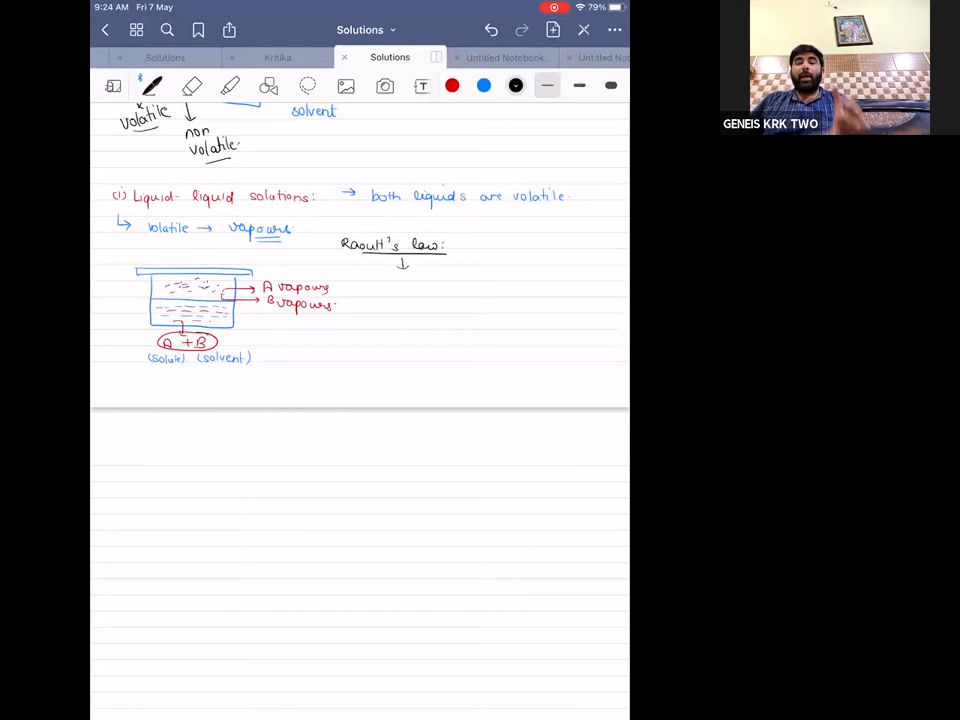 9:24 AM Fri 7 May
79%
Solutions
Solutions
Kritika
Solutions
Untitled Notebook...
Untitled No
T
volatile
solvent
non
volatile
(i) Liquid-liquid solutions: → both liquids are volatile.
↳ Volatile → vapours
Raoult's law:
↓
A vapours
B vapours
A + B
(solute) (solvent)
GENEIS KRK TWO